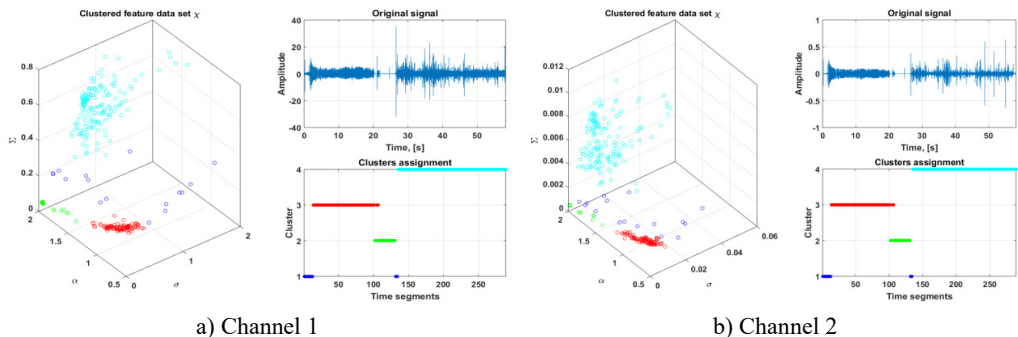 Clustered feature data set χ
0.8
0.6
0.4
0.2
0
Σ
2
1.5
1
0.5
α
0
1
2
σ
Original signal
40
20
0
-20
-40
Amplitude
0 10 20 30 40 50
Time, [s]
Clusters assignment
4
3
2
1
Cluster
50 100 150 200 250
Time segments
a) Channel 1
Clustered feature data set χ
0.012
0.01
0.008
0.006
0.004
0.002
0
Σ
2
1.5
1
0.5
α
0
0.02
0.04
0.06
σ
Original signal
1
0.5
0
-0.5
-1
Amplitude
0 10 20 30 40 50
Time, [s]
Clusters assignment
4
3
2
1
Cluster
50 100 150 200 250
Time segments
b) Channel 2